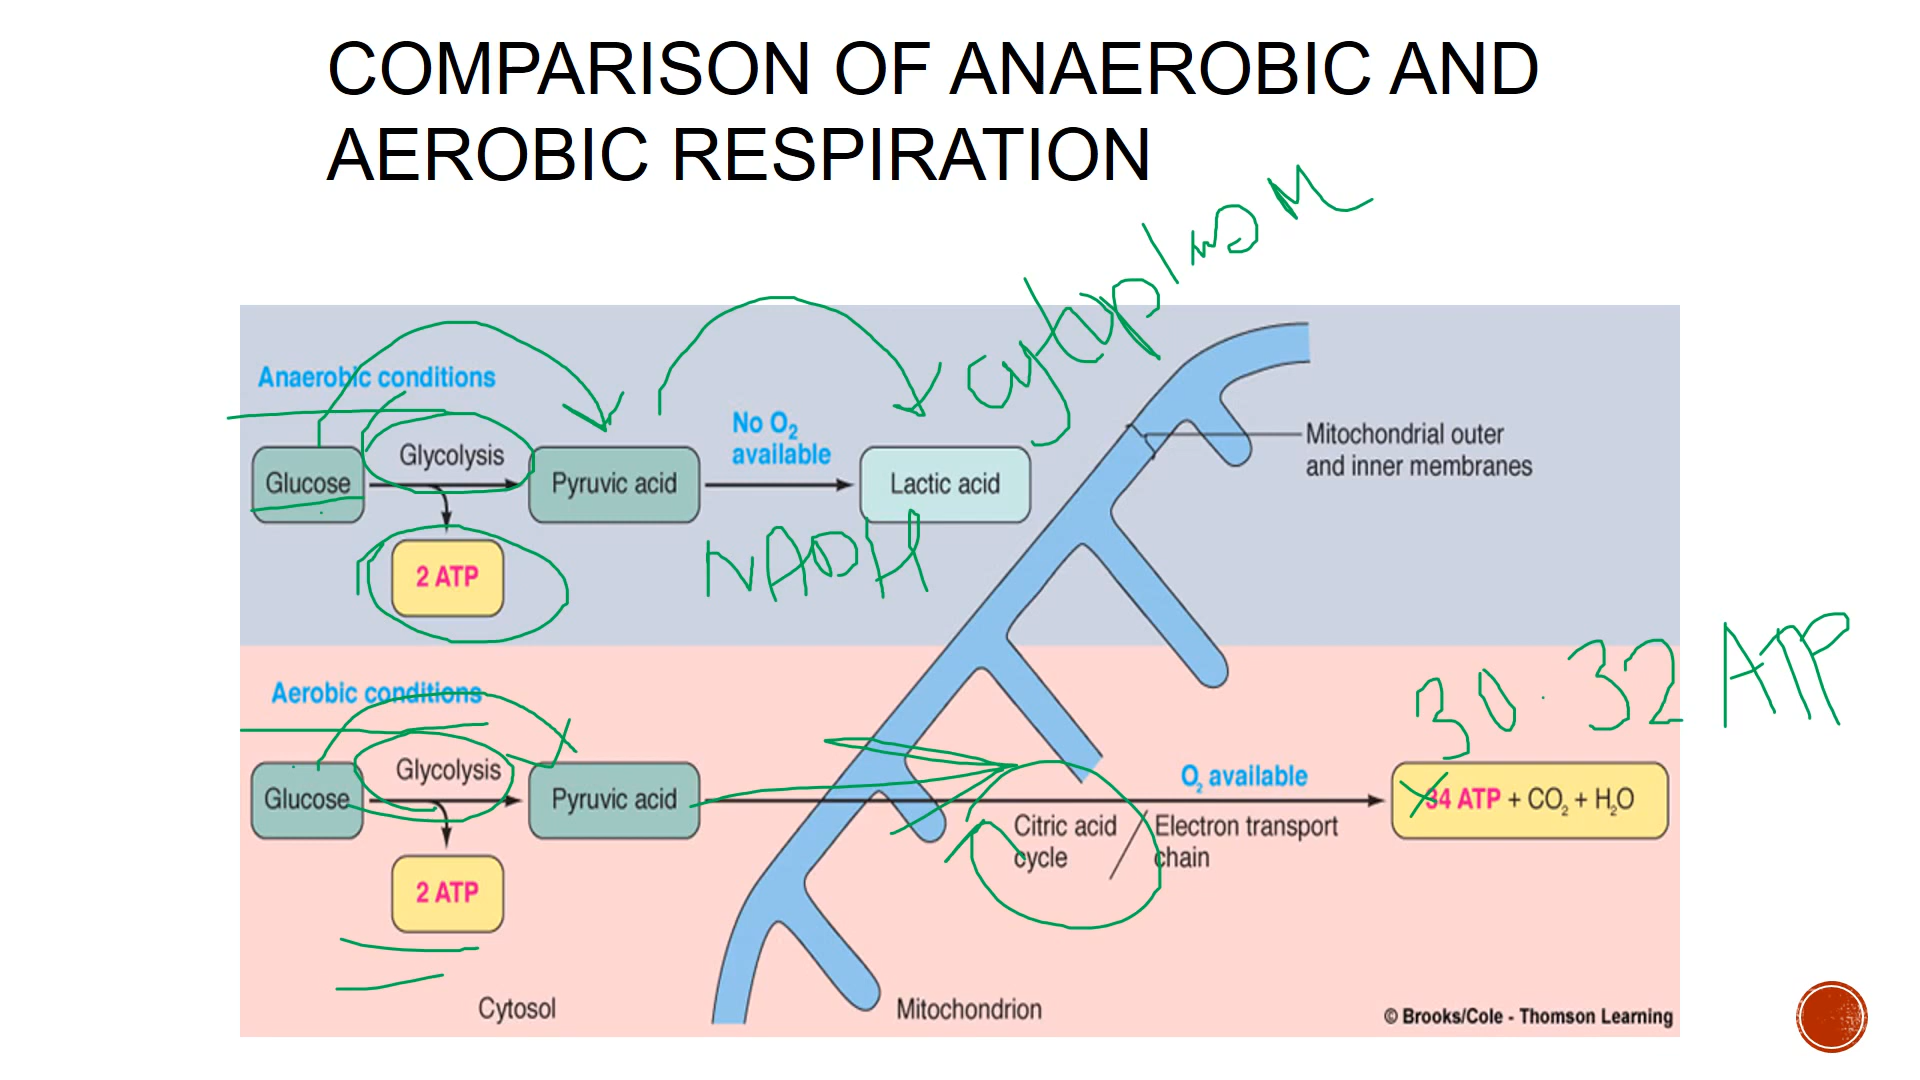 COMPARISON OF ANAEROBIC AND
AEROBIC RESPIRATION
Anaerobic conditions
Glucose
Glycolysis
Pyruvic acid
No O₂
available
Lactic acid
2 ATP
NADH
Mitochondrial outer
and inner membranes
Aerobic conditions
Glucose
Glycolysis
Pyruvic acid
2 ATP
Citric acid
cycle
Electron transport
chain
O₂ available
30-32 ATP
34 ATP + CO₂ + H₂O
Cytosol
Mitochondrion
© Brooks/Cole - Thomson Learning